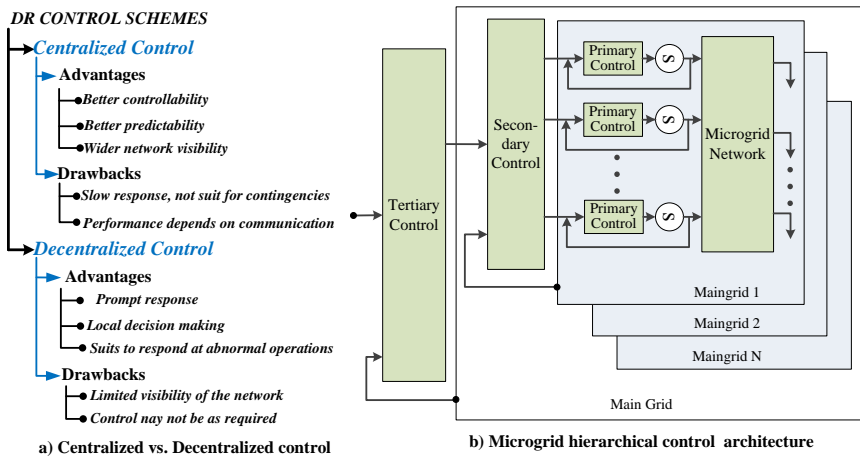 DR CONTROL SCHEMES
Centralized Control
Advantages
Better controllability
Better predictability
Wider network visibility
Drawbacks
Slow response, not suit for contingencies
Performance depends on communication
Decentralized Control
Advantages
Prompt response
Local decision making
Suits to respond at abnormal operations
Drawbacks
Limited visibility of the network
Control nay not be as required
a) Centralized vs. Decentralized control
Tertiary
Control
Secon-
dary
Control
Primary
Control
S
Primary
Control
S
Primary
Control
S
Microgrid
Network
Maingrid 1
Maingrid 2
Maingrid N
Main Grid
b) Microgrid hierarchical control architecture